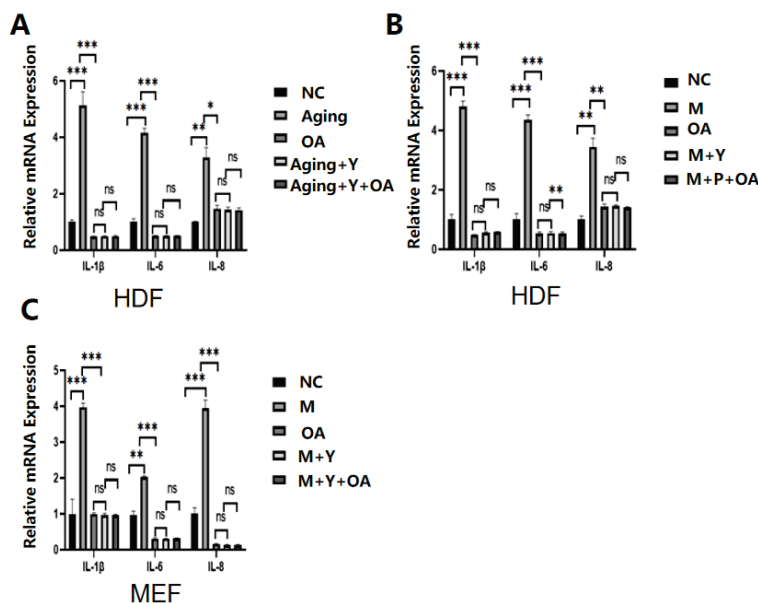 A
Relative mRNA Expression
6
4
2
0
***
***
***
***
**
*
ns
ns
ns
ns
ns
ns
IL-1β IL-6 IL-8
HDF
NC
Aging
OA
Aging+Y
Aging+Y+OA
B
Relative mRNA Expression
6
4
2
0
***
***
***
***
**
**
ns
ns
ns
**
ns
ns
IL-1β IL-6 IL-8
HDF
NC
M
OA
M+Y
M+P+OA
C
Relative mRNA Expression
5
4
3
2
1
0
***
***
**
***
***
***
ns
ns
ns
ns
ns
ns
IL-1β IL-6 IL-8
MEF
NC
M
OA
M+Y
M+Y+OA